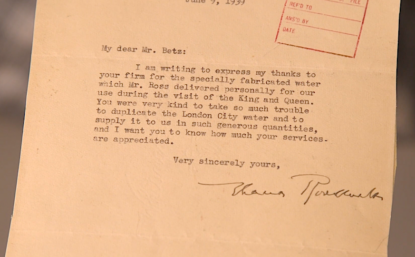 June 9, 1939
FILE
REF'D TO
ANS'D BY
DATE
My dear Mr. Betz:
I am writing to express my thanks to
your firm for the specially fabricated water
which Mr. Ross delivered personally for our
use during the visit of the King and Queen.
You were very kind to take so much trouble
to duplicate the London City water and to
supply it to us in such generous quantities,
and I want you to know how much your services
are appreciated.
Very sincerely yours,